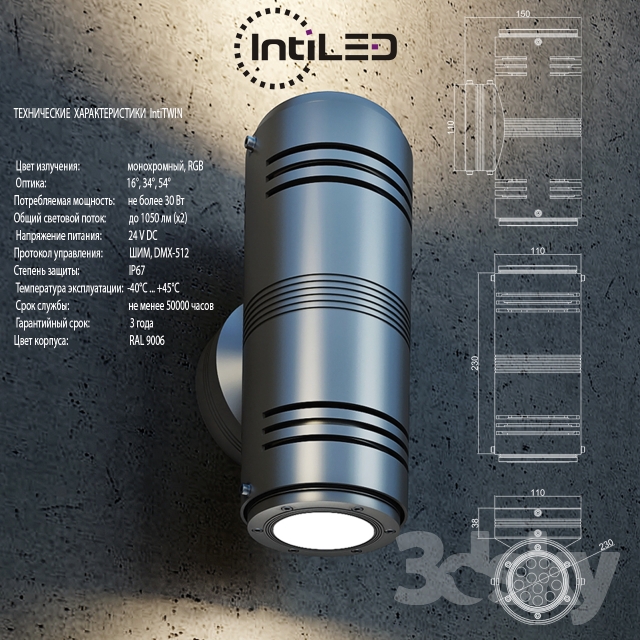 IntiLED
ТЕХНИЧЕСКИЕ ХАРАКТЕРИСТИКИ IntiTWIN
Цвет излучения: монохромный, RGB
Оптика: 16°, 34°, 54°
Потребляемая мощность: не более 30 Вт
Общий световой поток: до 1050 лм (x2)
Напряжение питания: 24 V DC
Протокол управления: ШИМ, DMX-512
Степень защиты: IP67
Температура эксплуатации: -40°C ... +45°C
Срок службы: не менее 50000 часов
Гарантийный срок: 3 года
Цвет корпуса: RAL 9006
150
110
110
230
110
38
230
3dsky